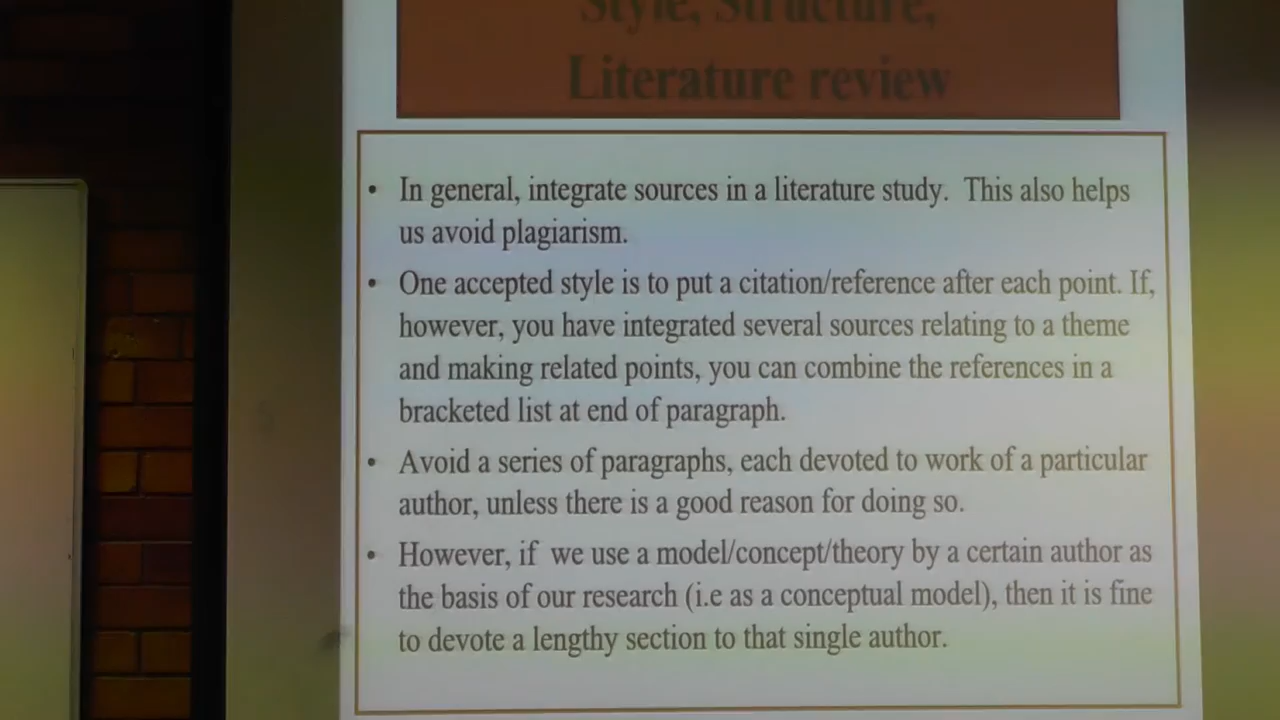 Style, Structure,
Literature review
• In general, integrate sources in a literature study.  This also helps
us avoid plagiarism.
• One accepted style is to put a citation/reference after each point. If,
however, you have integrated several sources relating to a theme
and making related points, you can combine the references in a
bracketed list at end of paragraph.
• Avoid a series of paragraphs, each devoted to work of a particular
author, unless there is a good reason for doing so.
• However, if  we use a model/concept/theory by a certain author as
the basis of our research (i.e as a conceptual model), then it is fine
to devote a lengthy section to that single author.